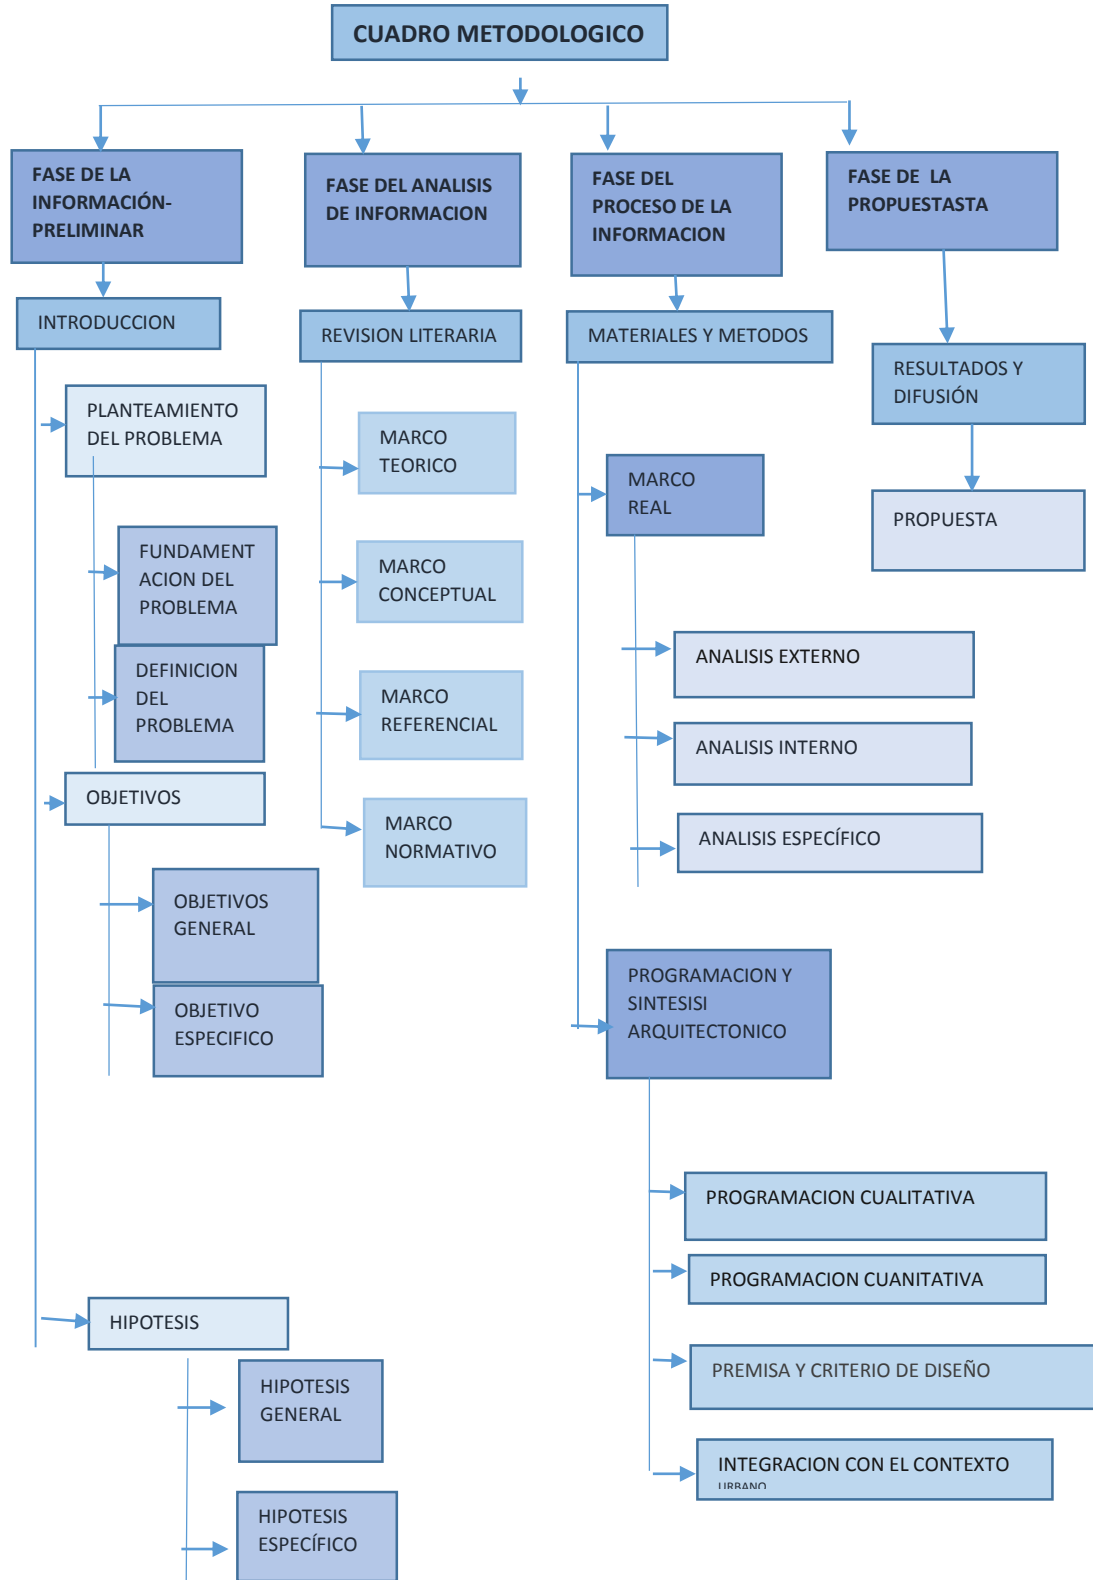 CUADRO METODOLOGICO
FASE DE LA
INFORMACIÓN-
PRELIMINAR
INTRODUCCION
PLANTEAMIENTO
DEL PROBLEMA
FUNDAMENT
ACION DEL
PROBLEMA
DEFINICION
DEL
PROBLEMA
OBJETIVOS
OBJETIVOS
GENERAL
OBJETIVO
ESPECIFICO
HIPOTESIS
HIPOTESIS
GENERAL
HIPOTESIS
ESPECÍFICO
FASE DEL ANALISIS
DE INFORMACION
REVISION LITERARIA
MARCO
TEORICO
MARCO
CONCEPTUAL
MARCO
REFERENCIAL
MARCO
NORMATIVO
FASE DEL
PROCESO DE LA
INFORMACION
MATERIALES Y METODOS
MARCO
REAL
ANALISIS EXTERNO
ANALISIS INTERNO
ANALISIS ESPECÍFICO
PROGRAMACION Y
SINTESISI
ARQUITECTONICO
PROGRAMACION CUALITATIVA
PROGRAMACION CUANITATIVA
PREMISA Y CRITERIO DE DISEÑO
INTEGRACION CON EL CONTEXTO
URBANO
FASE DE  LA
PROPUESTASTA
RESULTADOS Y
DIFUSIÓN
PROPUESTA